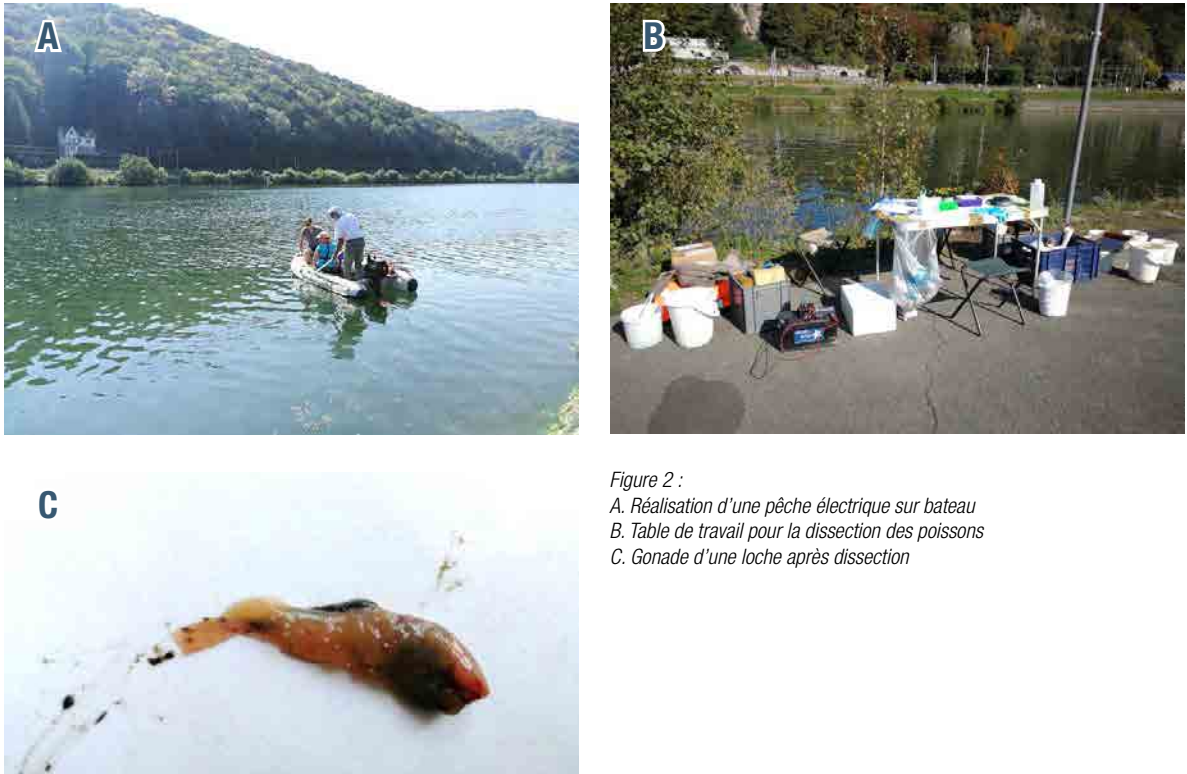 A
B
C
Figure 2 :
A. Réalisation d'une pêche électrique sur bateau
B. Table de travail pour la dissection des poissons
C. Gonade d'une loche après dissection